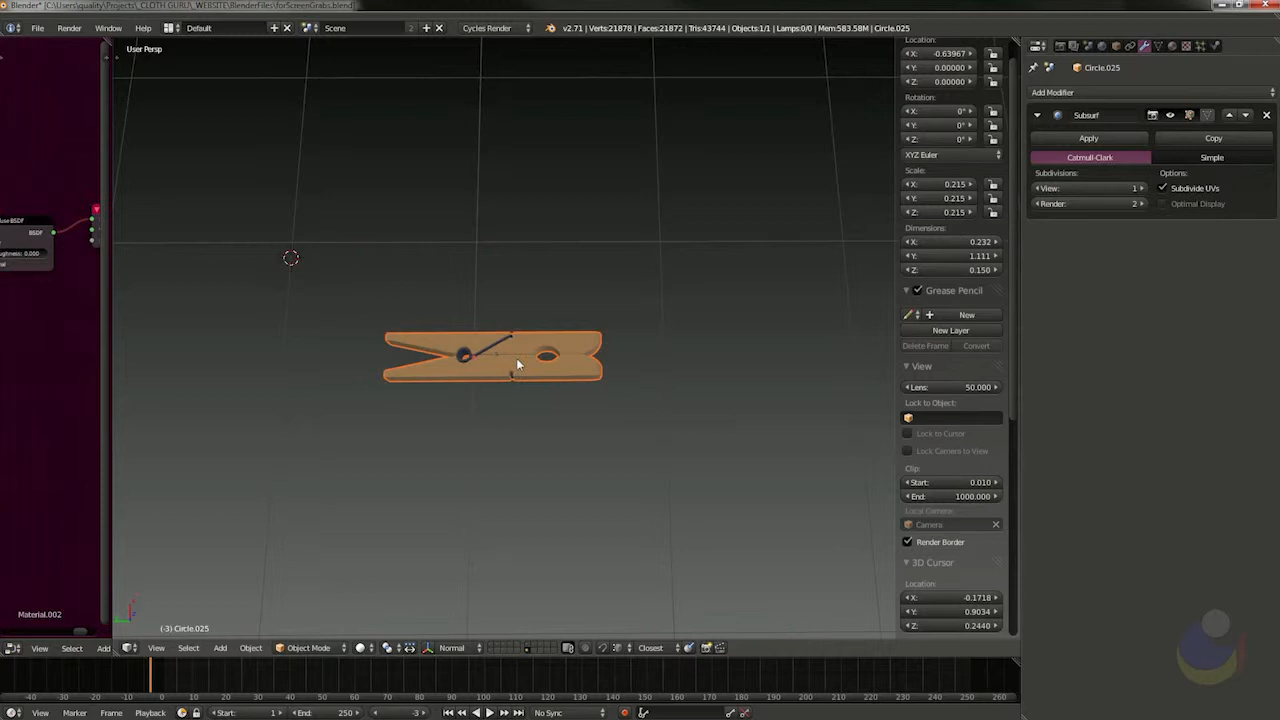 Blender* [C:\Users\quality\Projects\_CLOTH GURU\_WEBSITE\BlenderFiles\forScreenGrabs.blend]
File Render Window Help Default Scene 2 Cycles Render v2.71 | Verts:21878 | Faces:21872 | Tris:43744 | Objects:1/1 | Lamps:0/0 | Mem:583.58M | Circle.025
User Persp
Location:
X: -0.63967
Y: 0.00000
Z: 0.00000
Rotation:
X: 0°
Y: 0°
Z: 0°
XYZ Euler
Scale:
X: 0.215
Y: 0.215
Z: 0.215
Dimensions:
X: 0.232
Y: 1.111
Z: 0.150
Grease Pencil
New
New Layer
Delete Frame Convert
View
Lens: 50.000
Lock to Object:
Lock to Cursor
Lock Camera to View
Clip:
Start: 0.010
End: 1000.000
Local Camera:
Camera
Render Border
3D Cursor
Location:
X: -0.1718
Y: 0.9034
Z: 0.2440
Circle.025
Add Modifier
Subsurf
Apply Copy
Catmull-Clark Simple
Subdivisions: Options:
View: 1 Subdivide UVs
Render: 2 Optimal Display
BSDF
BSDF
ughness: 0.000
Material.002
(-3) Circle.025
View Select Add View Select Add Object Object Mode Normal Closest
-40 -30 -20 -10 0 10 20 30 40 50 60 70 80 90 100 110 120 130 140 150 160 170 180 190 200 210 220 230 240 250 260
View Marker Frame Playback Start: 1 End: 250 -3 No Sync